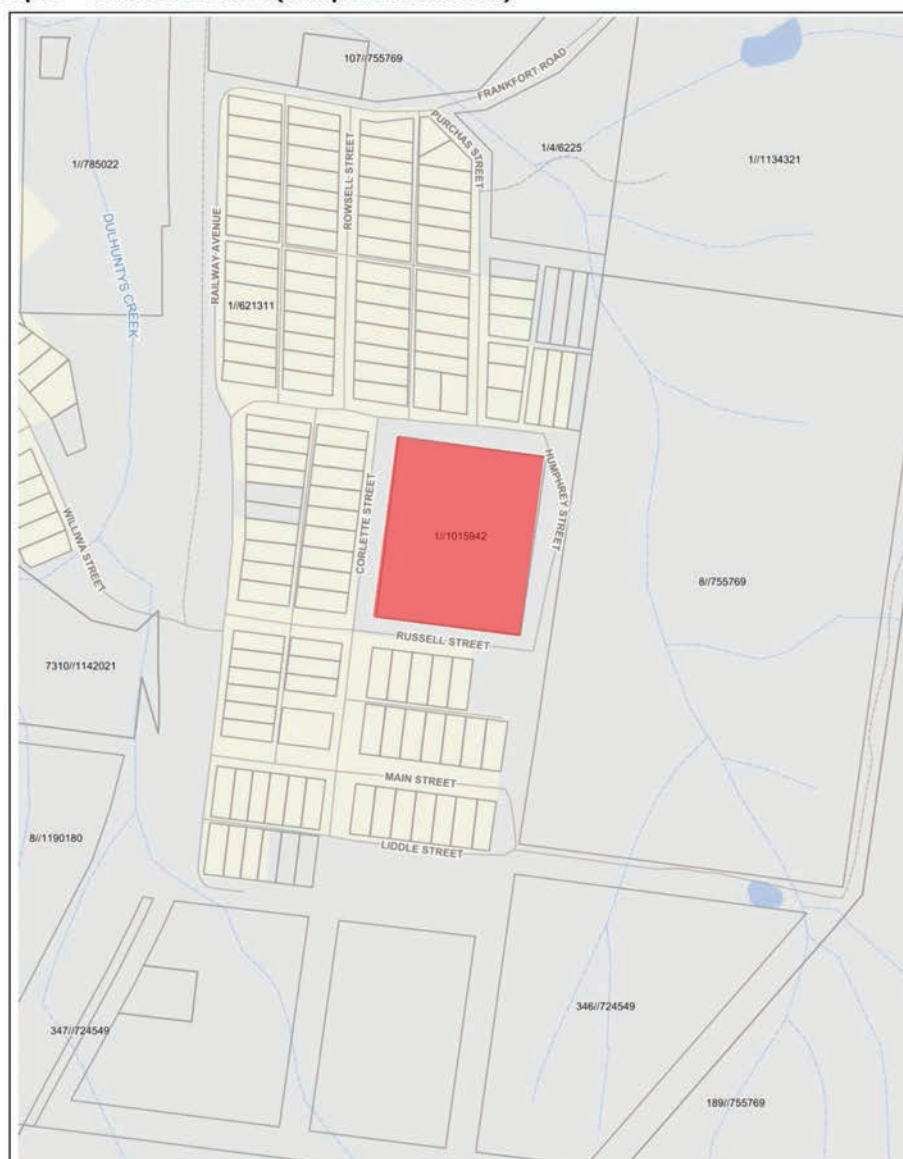 107//755769
FRANKFORT ROAD
PURCHAS STREET
1//785022
1/4/6225
1//1134321
ROWSELL STREET
RAILWAY AVENUE
DULHUNTYS CREEK
1//621311
HUMPHREY STREET
CORLETTE STREET
1//1015942
WILLIWA STREET
8//755769
RUSSELL STREET
7310//1142021
MAIN STREET
8//1190180
LIDDLE STREET
346//724549
347//724549
189//755769